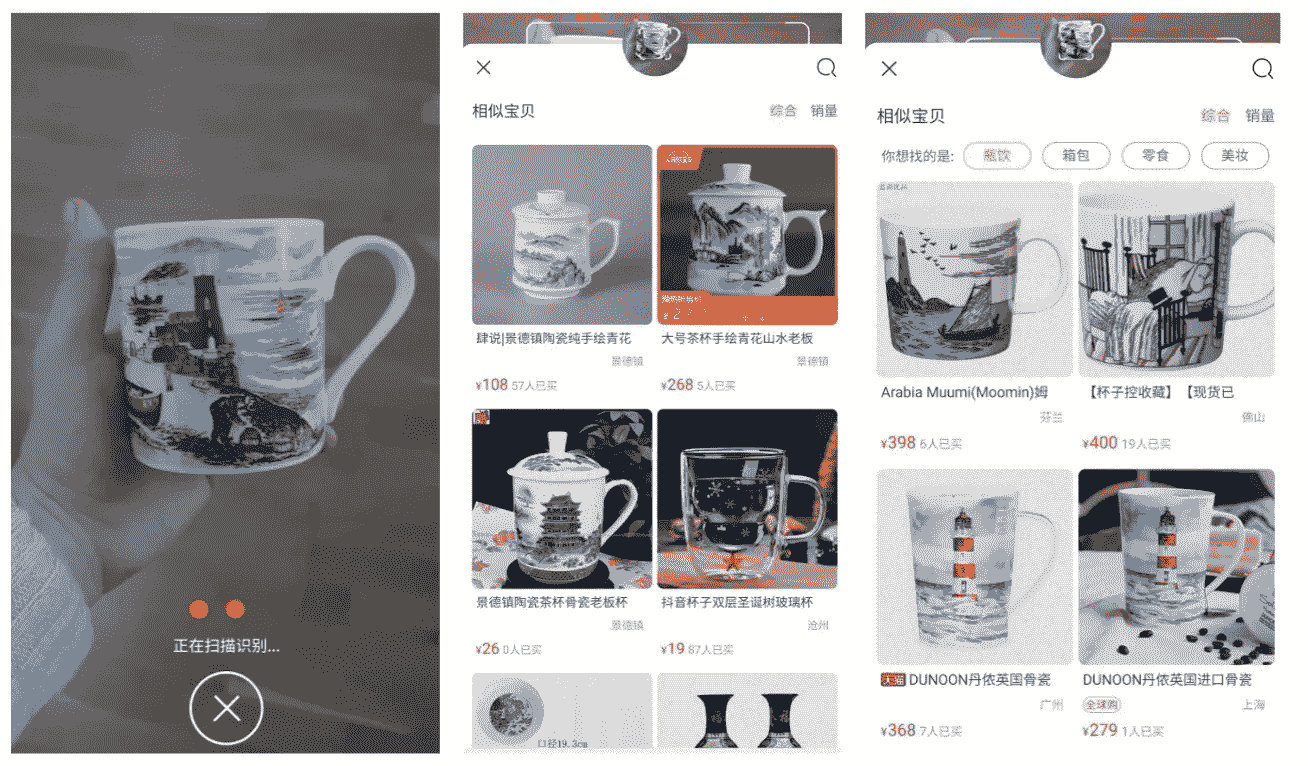 正在扫描识别...
相似宝贝
综合 销量
肆说|景德镇陶瓷纯手绘青花
景德镇
¥108 57人已买
大号茶杯手绘青花山水老板
景德镇
¥268 5人已买
景德镇陶瓷茶杯骨瓷老板杯
景德镇
¥26 0人已买
抖音杯子双层圣诞树玻璃杯
沧州
¥19 87人已买
口径19.3cm
相似宝贝
综合 销量
你想找的是: 瓶饮 箱包 零食 美妆
Arabia Muumi(Moomin)姆
芬兰
¥398 6人已买
【杯子控收藏】【现货已
佛山
¥400 19人已买
天猫 DUNOON丹侬英国骨瓷
广州
¥368 7人已买
DUNOON丹侬英国进口骨瓷
全球购 上海
¥279 1人已买